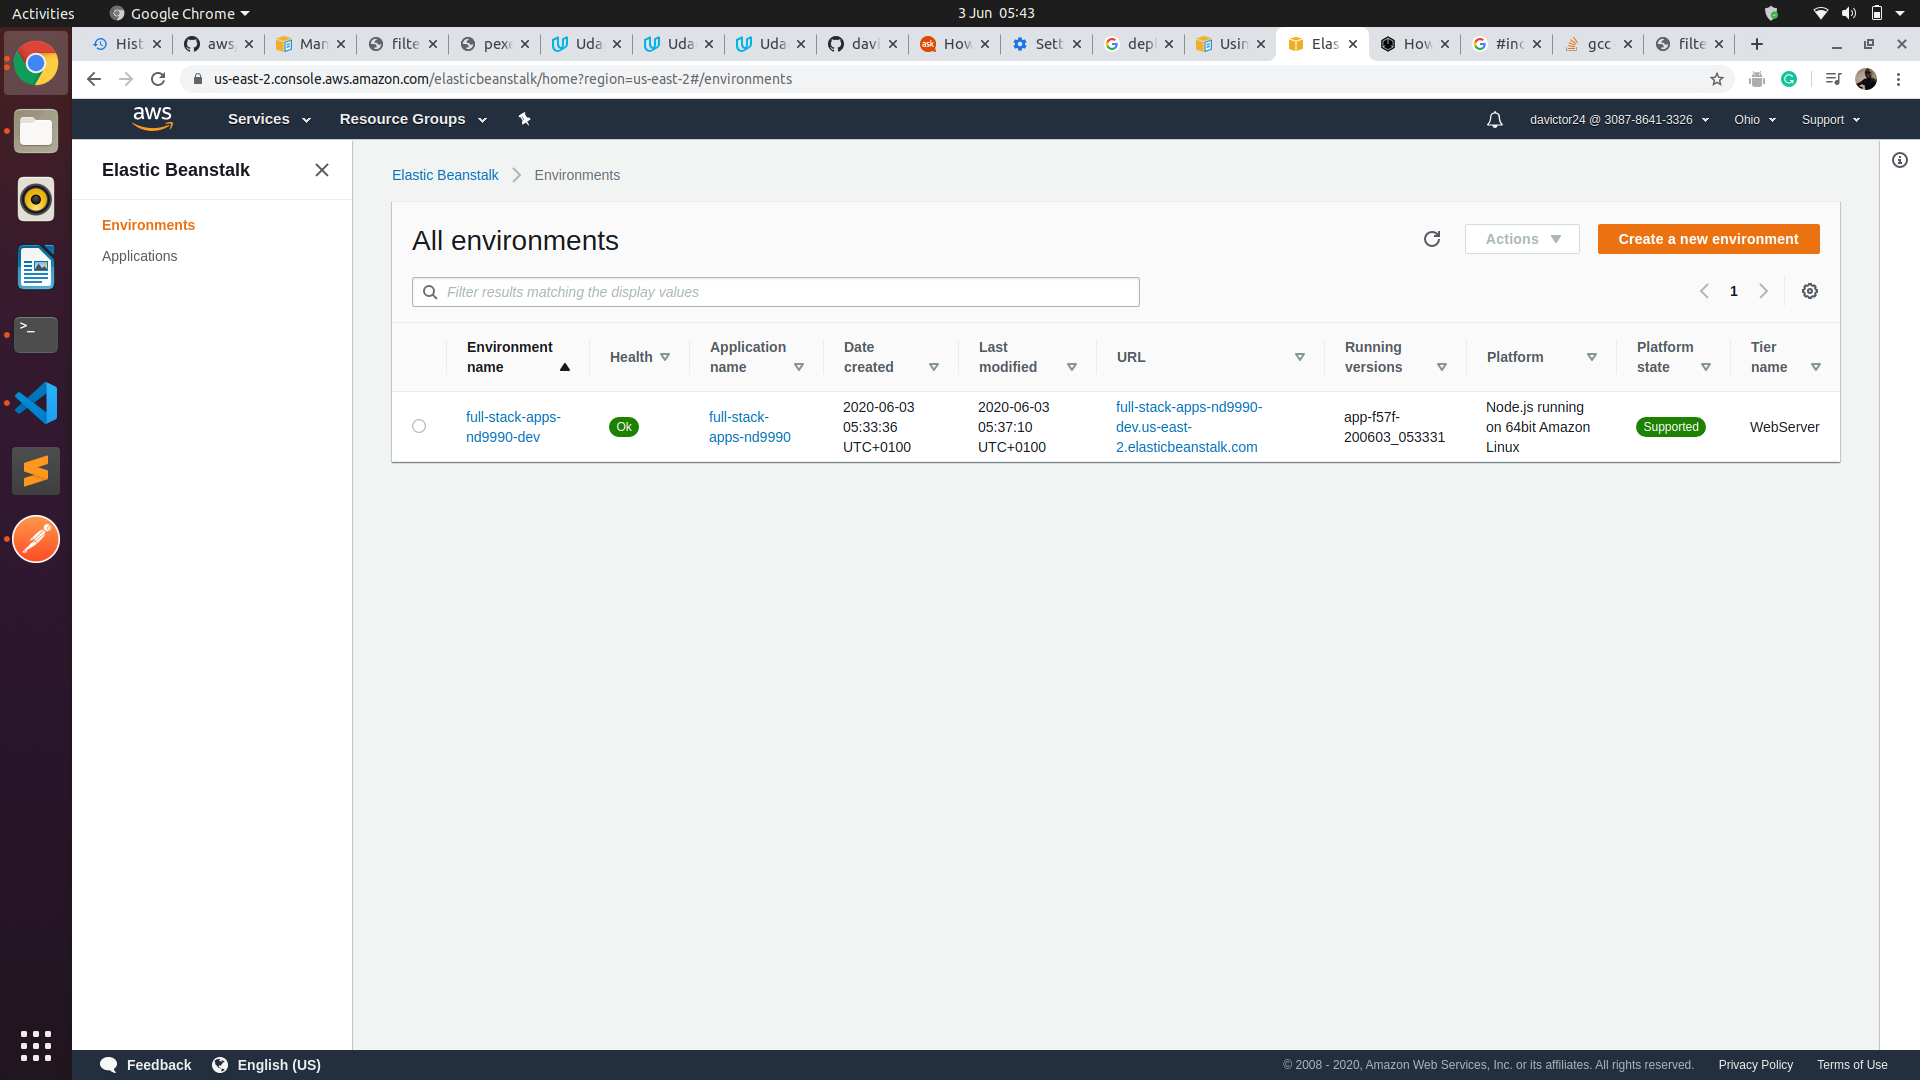 Activities
Google Chrome
3 Jun 05:43
Hist
aws,
Man
filte
pexe
Uda
Uda
Uda
davi
How
Sett
depl
Usin
Elas
How
#inc
gcc
filte
us-east-2.console.aws.amazon.com/elasticbeanstalk/home?region=us-east-2#/environments
aws
Services
Resource Groups
davictor24 @ 3087-8641-3326
Ohio
Support
Elastic Beanstalk
Environments
Applications
Elastic Beanstalk
Environments
All environments
Actions
Create a new environment
Filter results matching the display values
1
Environment
name
Health
Application
name
Date
created
Last
modified
URL
Running
versions
Platform
Platform
state
Tier
name
full-stack-apps-
nd9990-dev
Ok
full-stack-
apps-nd9990
2020-06-03
05:33:36
UTC+0100
2020-06-03
05:37:10
UTC+0100
full-stack-apps-nd9990-
dev.us-east-
2.elasticbeanstalk.com
app-f57f-
200603_053331
Node.js running
on 64bit Amazon
Linux
Supported
WebServer
Feedback
English (US)
© 2008 - 2020, Amazon Web Services, Inc. or its affiliates. All rights reserved.
Privacy Policy
Terms of Use